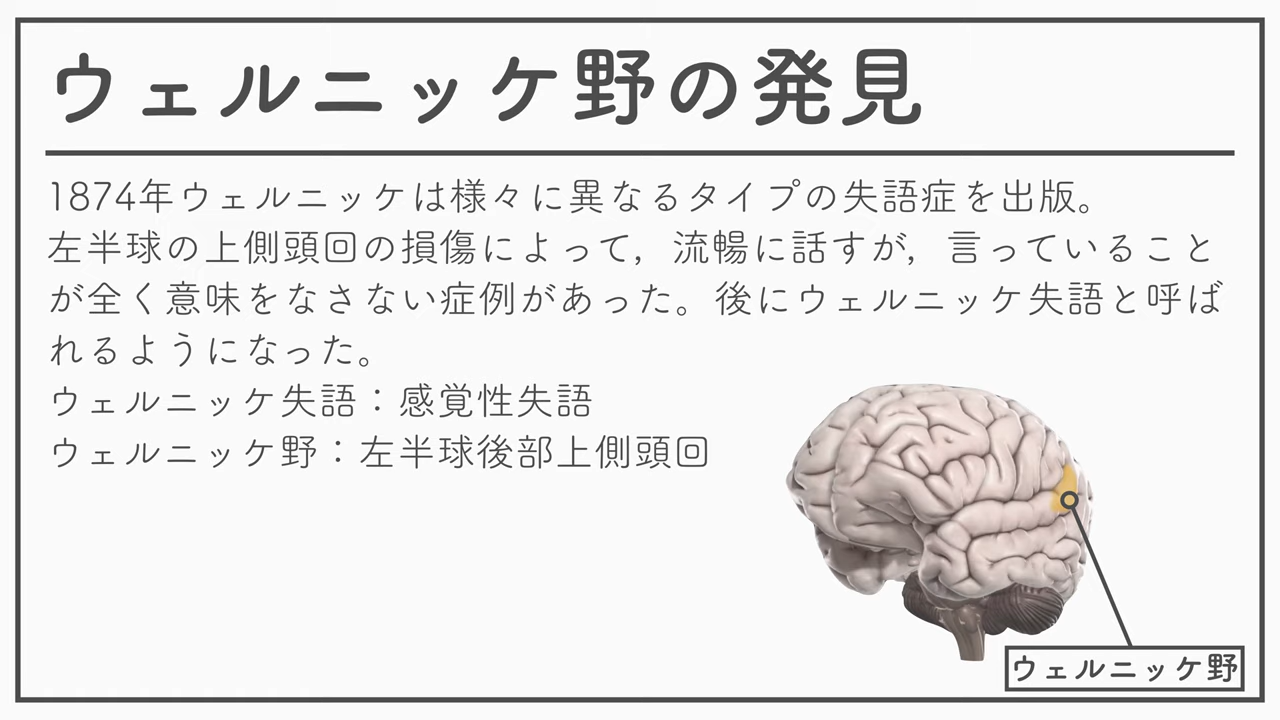 ウェルニッケ野の発見
1874年ウェルニッケは様々に異なるタイプの失語症を出版。
左半球の上側頭回の損傷によって，流暢に話すが，言っていること
が全く意味をなさない症例があった。後にウェルニッケ失語と呼ば
れるようになった。
ウェルニッケ失語：感覚性失語
ウェルニッケ野：左半球後部上側頭回
ウェルニッケ野